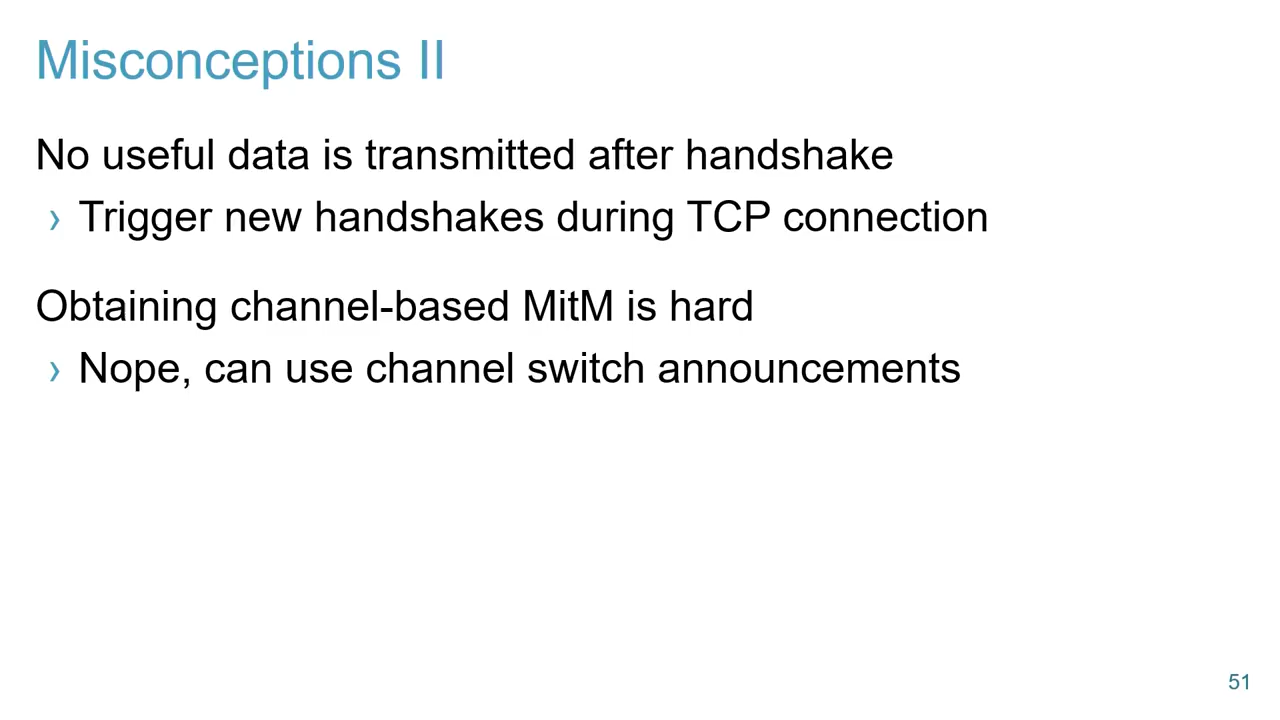 Misconceptions II
No useful data is transmitted after handshake
› Trigger new handshakes during TCP connection
Obtaining channel-based MitM is hard
› Nope, can use channel switch announcements
51